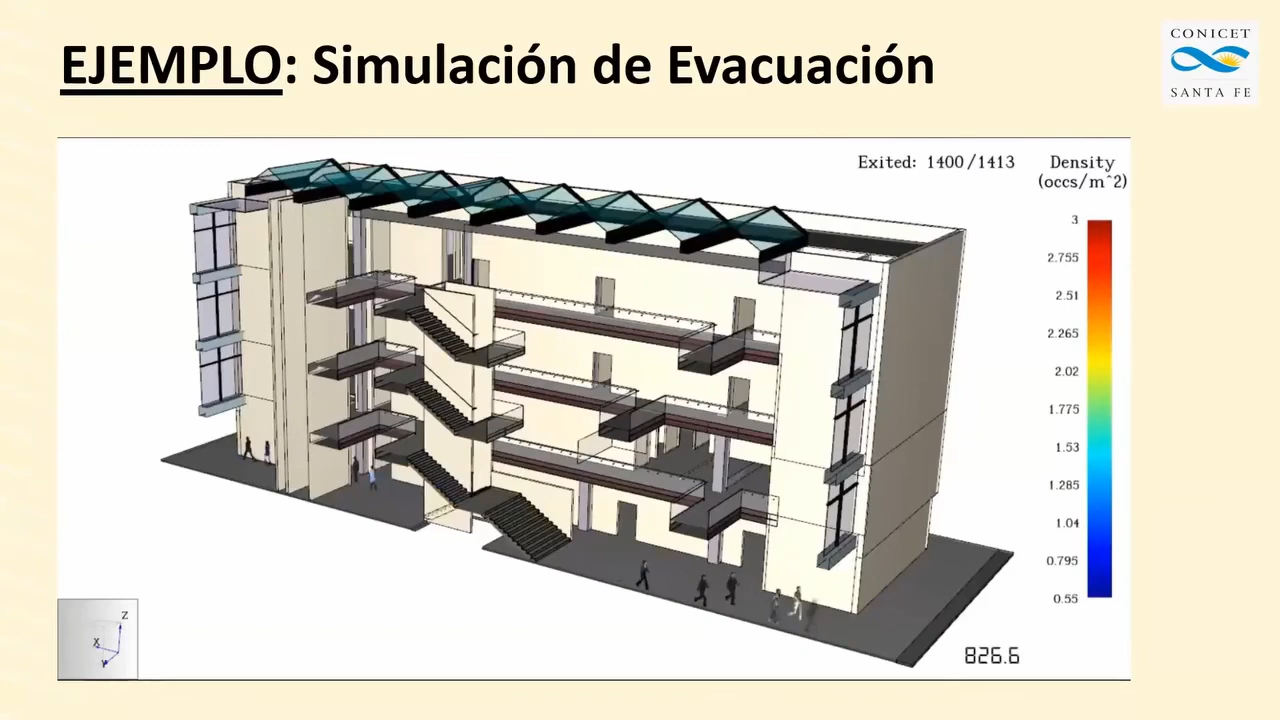 EJEMPLO: Simulación de Evacuación
CONICET
SANTA FE
Exited: 1400/1413
Density
(occs/m^2)
3
2.755
2.51
2.265
2.02
1.775
1.53
1.285
1.04
0.795
0.55
Z
X
Y
826.6